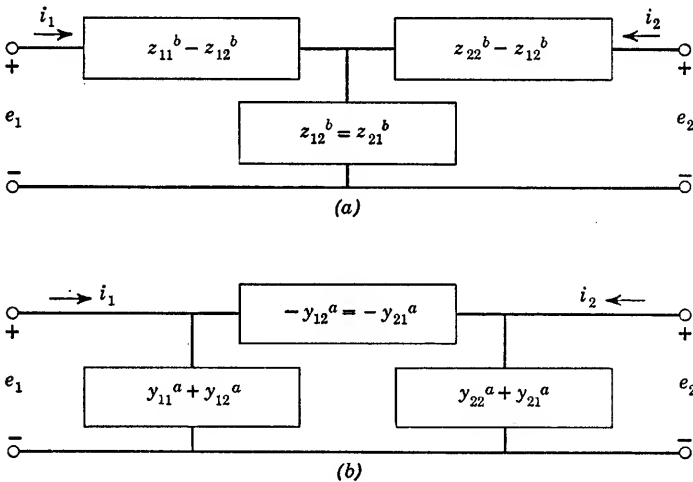 i₁ i₂
z₁₁ᵇ − z₁₂ᵇ z₂₂ᵇ − z₁₂ᵇ
+ +
e₁ z₁₂ᵇ = z₂₁ᵇ e₂
− −
(a)
i₁ − y₁₂ᵃ = − y₂₁ᵃ i₂
+ +
e₁ y₁₁ᵃ + y₁₂ᵃ y₂₂ᵃ + y₂₁ᵃ e₂
− −
(b)